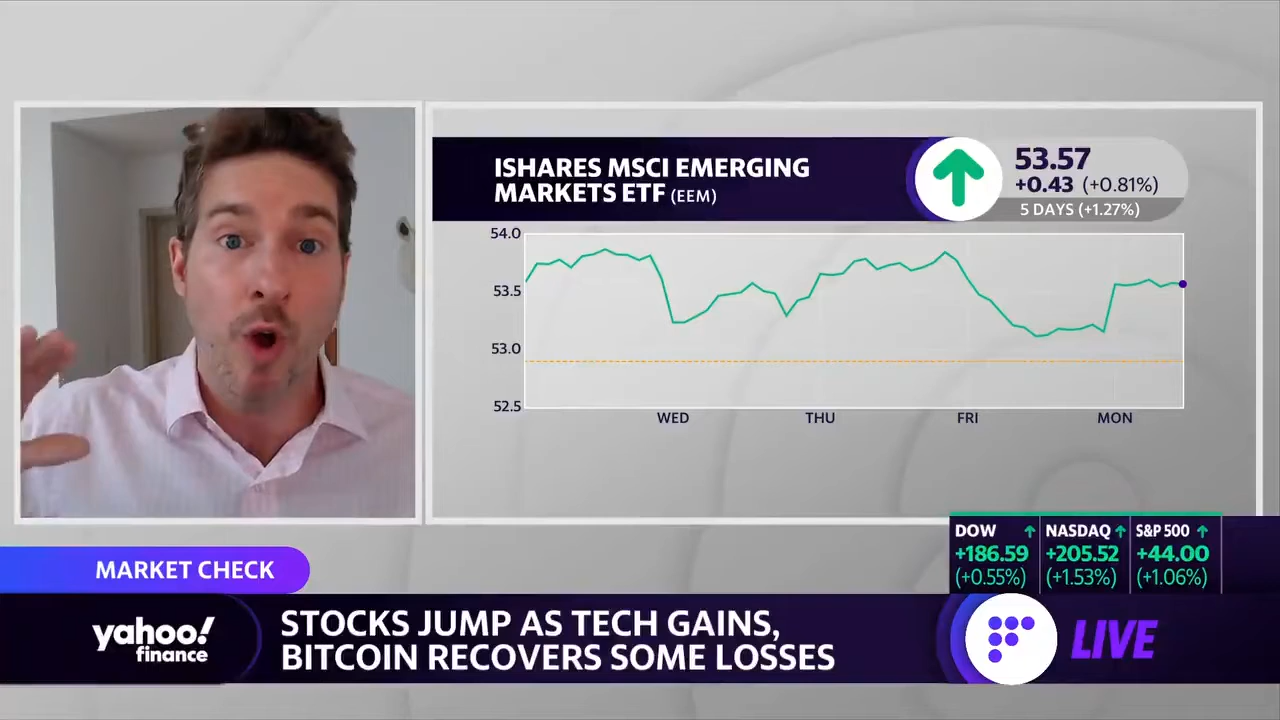 ISHARES MSCI EMERGING
MARKETS ETF (EEM)
53.57
+0.43 (+0.81%)
5 DAYS (+1.27%)
54.0
53.5
53.0
52.5
WED THU FRI MON
DOW
+186.59
(+0.55%)
NASDAQ
+205.52
(+1.53%)
S&P 500
+44.00
(+1.06%)
MARKET CHECK
yahoo!
finance
STOCKS JUMP AS TECH GAINS,
BITCOIN RECOVERS SOME LOSSES
LIVE